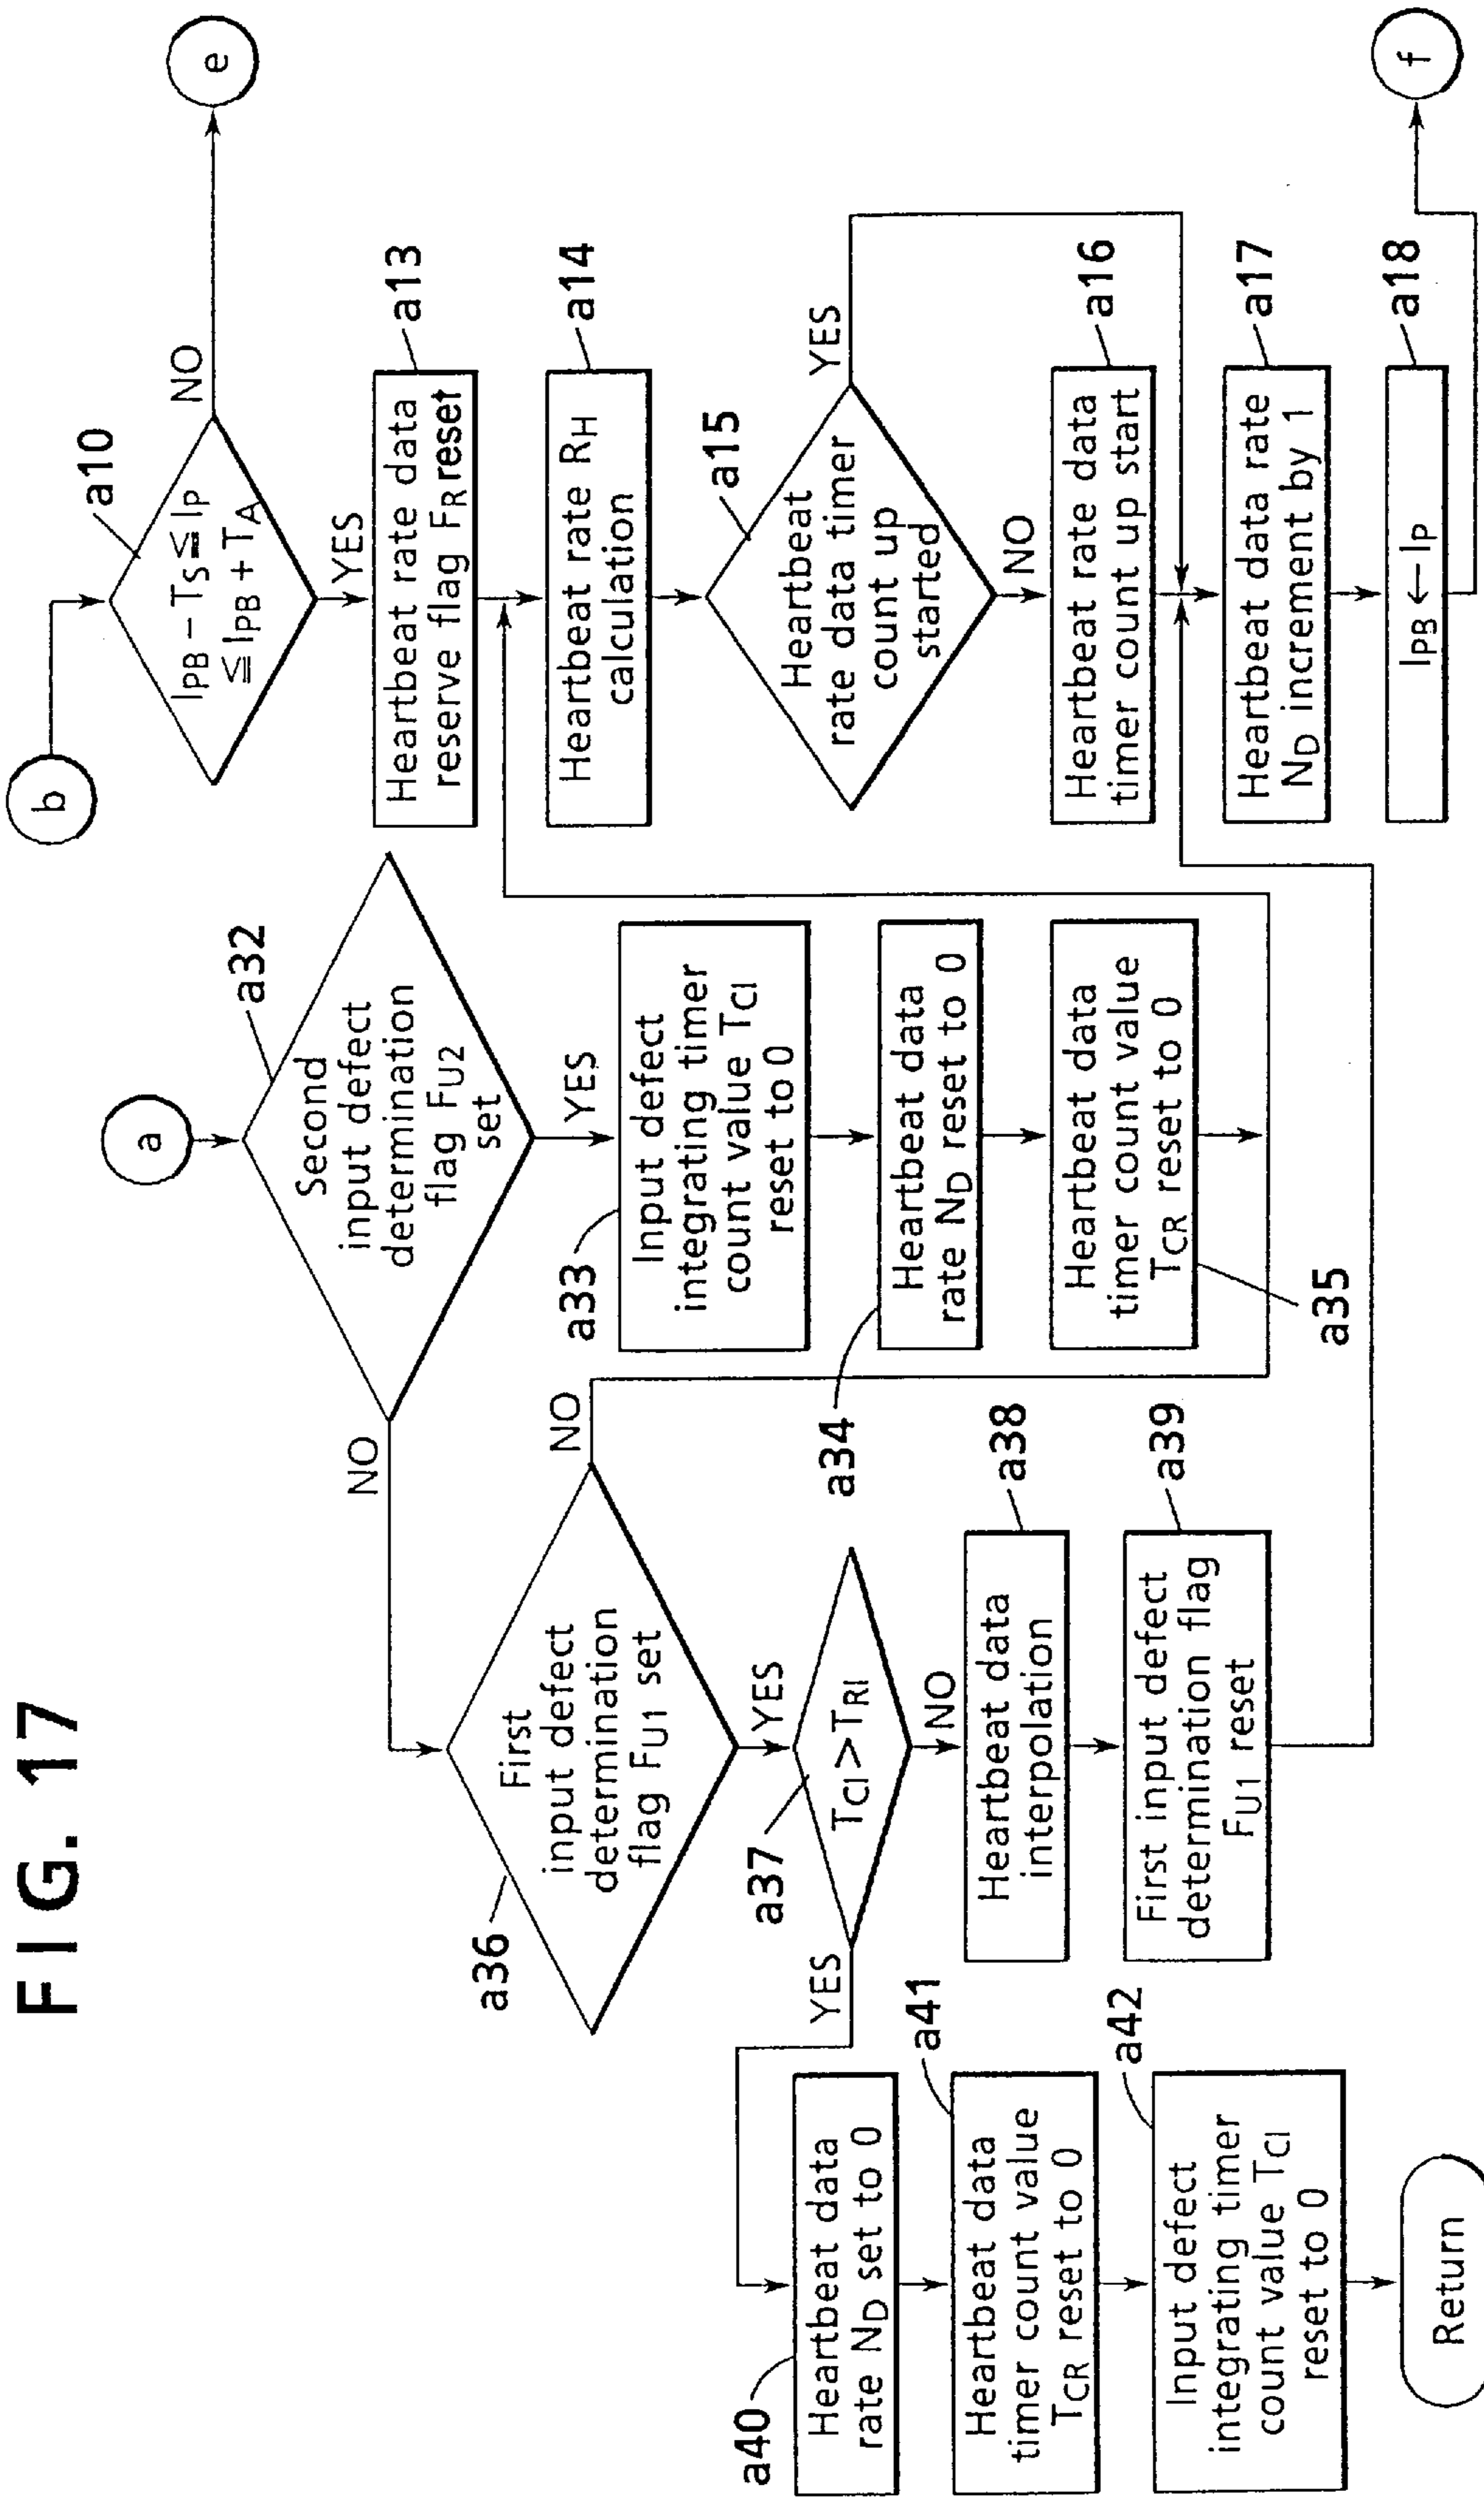 FIG. 17
a
a32
Second
input defect
determination
flag FU2
set
NO
YES
a33
Input defect
integrating timer
count value TCI
reset to 0
a34
Heartbeat data
rate ND reset to 0
a35
Heartbeat data
timer count value
TCR reset to 0
a36
First
input defect
determination
flag FU1 set
NO
YES
a37
TCI > TRI
YES
NO
a38
Heartbeat data
interpolation
a39
First input defect
determination flag
FU1 reset
a40
Heartbeat data
rate ND set to 0
a41
Heartbeat data
timer count value
TCR reset to 0
a42
Input defect
integrating timer
count value TCI
reset to 0
Return
b
a10
IPB − TS ≦ IP
≦ IPB + TA
NO
e
YES
a13
Heartbeat rate data
reserve flag FR reset
a14
Heartbeat rate RH
calculation
a15
Heartbeat
rate data timer
count up
started
YES
NO
a16
Heartbeat rate data
timer count up start
a17
Heartbeat data rate
ND increment by 1
a18
IPB ← IP
f